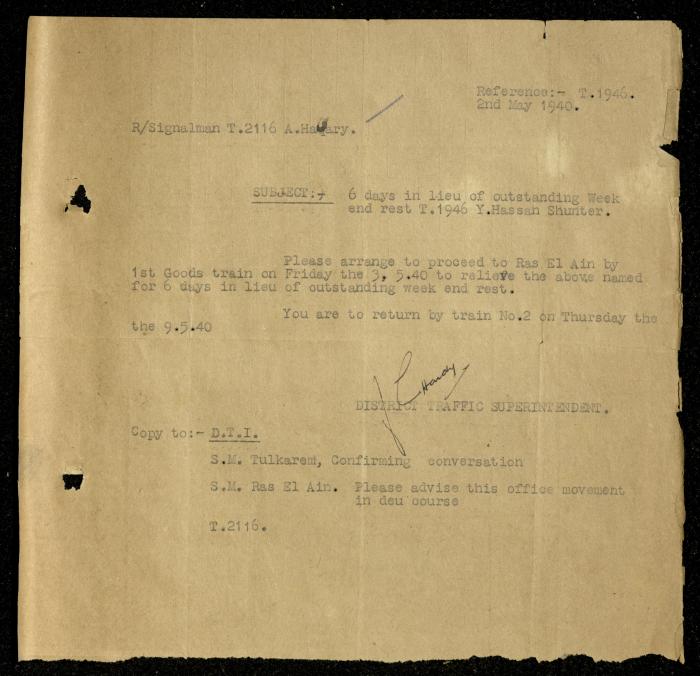 Reference:- T.1946.
2nd May 1940.
R/Signalman T.2116 A.Haqary.
SUBJECT:- 6 days in lieu of outstanding Week
end rest T.1946 Y.Hassan Shunter.
Please arrange to proceed to Ras El Ain by
1st Goods train on Friday the 3, 5.40 to relieve the above named
for 6 days in lieu of outstanding week end rest.
You are to return by train No.2 on Thursday the
the 9.5.40
Hardy
DISTRICT TRAFFIC SUPERINTENDENT.
Copy to:- D.T.I.
S.M. Tulkarem, Confirming conversation
S.M. Ras El Ain. Please advise this office movement
in deu course
T.2116.